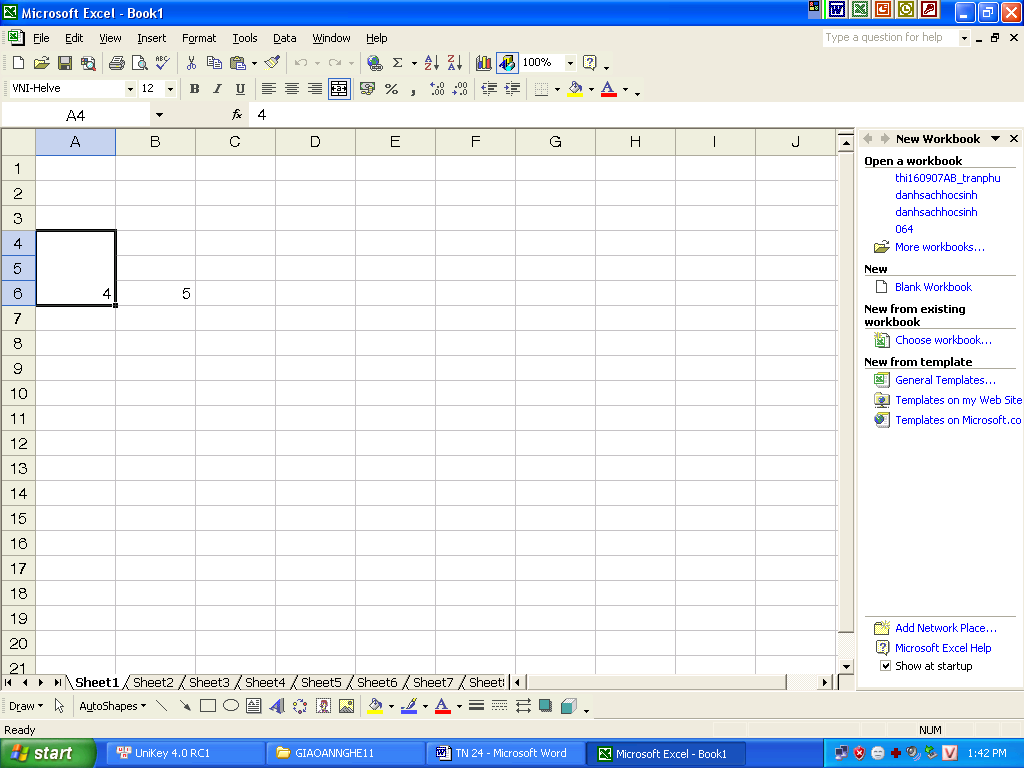 Microsoft Excel - Book1
File Edit View Insert Format Tools Data Window Help
Type a question for help
100%
VNI-Helve 12 B I U
A4 fx 4
A B C D E F G H I J
1
2
3
4
5
6 4 5
7
8
9
10
11
12
13
14
15
16
17
18
19
20
21
New Workbook
Open a workbook
thi160907AB_tranphu
danhsachhocsinh
danhsachhocsinh
064
More workbooks...
New
Blank Workbook
New from existing
workbook
Choose workbook...
New from template
General Templates...
Templates on my Web Site
Templates on Microsoft.co
Add Network Place...
Microsoft Excel Help
Show at startup
Sheet1 Sheet2 Sheet3 Sheet4 Sheet5 Sheet6 Sheet7 Sheet
Draw AutoShapes
Ready NUM
start UniKey 4.0 RC1 GIAOANNGHE11 TN 24 - Microsoft Word Microsoft Excel - Book1 1:42 PM